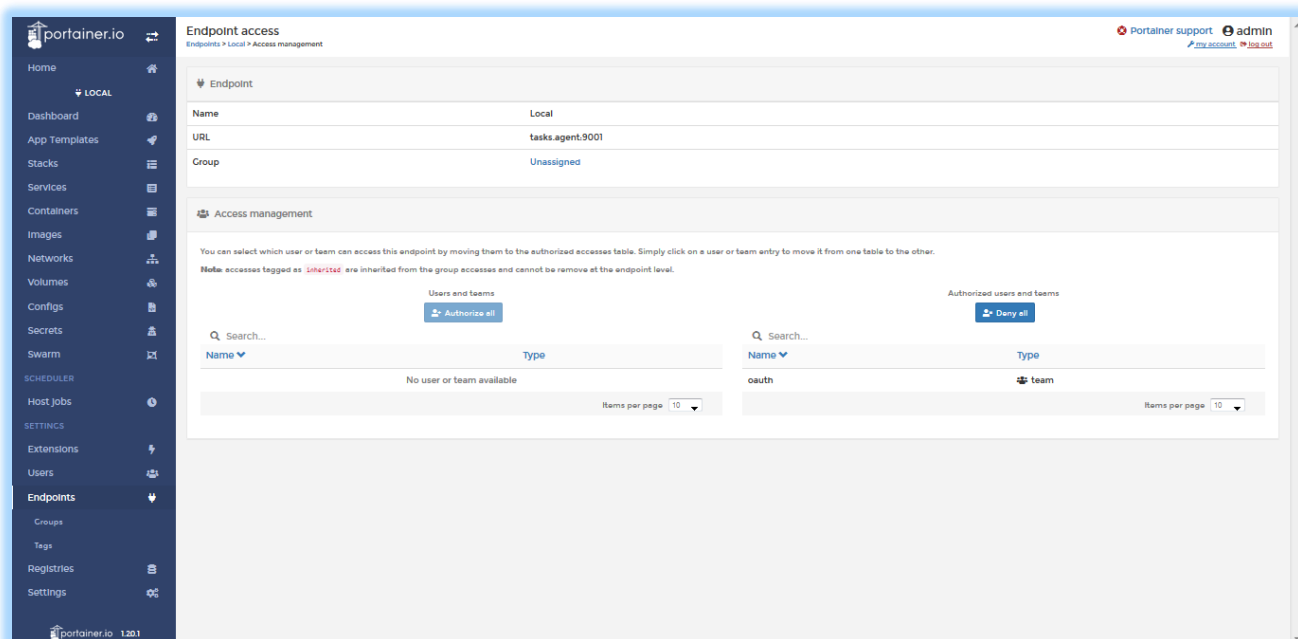 portainer.io
Home
LOCAL
Dashboard
App Templates
Stacks
Services
Containers
Images
Networks
Volumes
Configs
Secrets
Swarm
SCHEDULER
Host jobs
SETTINGS
Extensions
Users
Endpoints
Groups
Tags
Registries
Settings
portainer.io 1.20.1
Endpoint access
Endpoints > Local > Access management
Portainer support admin
my account log out
Endpoint
Name Local
URL tasks.agent:9001
Group Unassigned
Access management
You can select which user or team can access this endpoint by moving them to the authorized accesses table. Simply click on a user or team entry to move it from one table to the other.
Note: accesses tagged as inherited are inherited from the group accesses and cannot be remove at the endpoint level.
Users and teams
Authorize all
Search...
Name Type
No user or team available
Items per page 10
Authorized users and teams
Deny all
Search...
Name Type
oauth team
Items per page 10